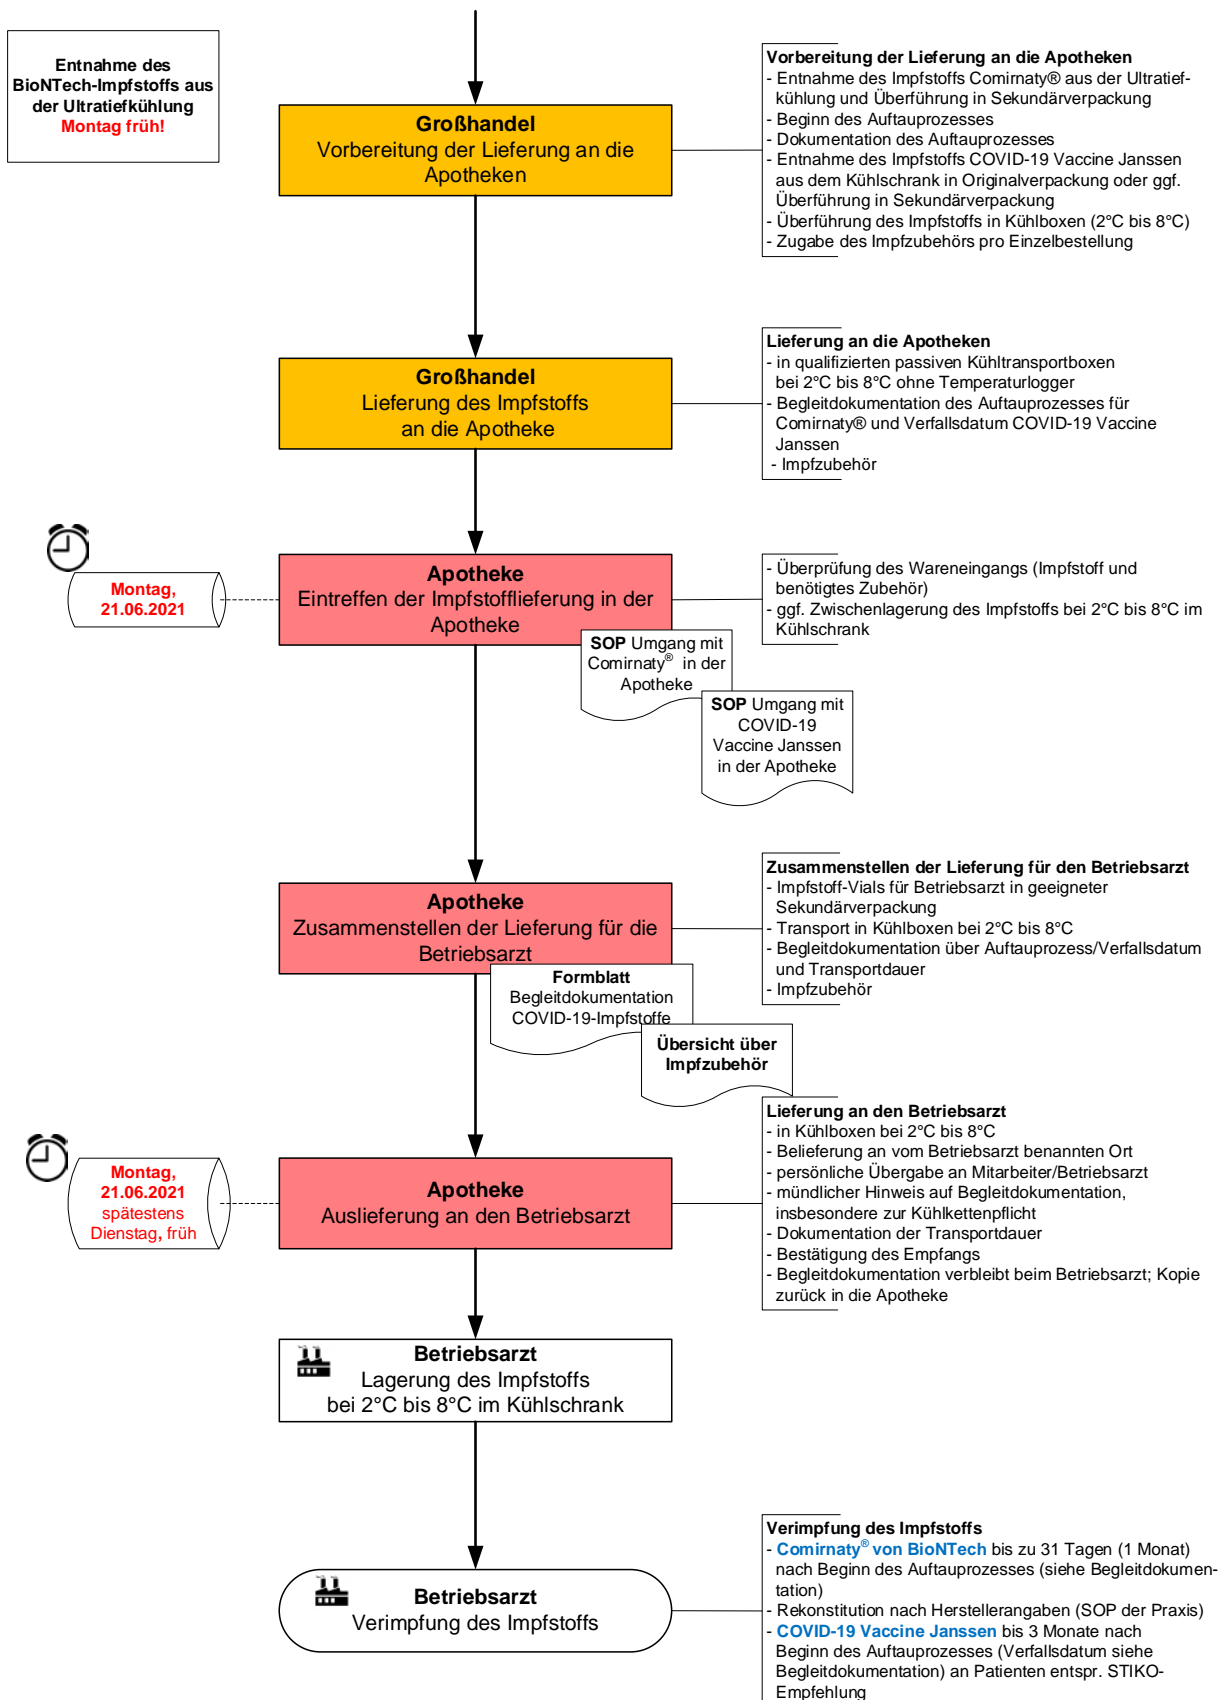 Entnahme des
BioNTech-Impfstoffs aus
der Ultratiefkühlung
Montag früh!
Großhandel
Vorbereitung der Lieferung an die
Apotheken
Vorbereitung der Lieferung an die Apotheken
- Entnahme des Impfstoffs Comirnaty® aus der Ultratief-
kühlung und Überführung in Sekundärverpackung
- Beginn des Auftauprozesses
- Dokumentation des Auftauprozesses
- Entnahme des Impfstoffs COVID-19 Vaccine Janssen
aus dem Kühlschrank in Originalverpackung oder ggf.
Überführung in Sekundärverpackung
- Überführung des Impfstoffs in Kühlboxen (2°C bis 8°C)
- Zugabe des Impfzubehörs pro Einzelbestellung
Großhandel
Lieferung des Impfstoffs
an die Apotheke
Lieferung an die Apotheken
- in qualifizierten passiven Kühltransportboxen
bei 2°C bis 8°C ohne Temperaturlogger
- Begleitdokumentation des Auftauprozesses für
Comirnaty® und Verfallsdatum COVID-19 Vaccine
Janssen
- Impfzubehör
Montag,
21.06.2021
Apotheke
Eintreffen der Impfstofflieferung in der
Apotheke
- Überprüfung des Wareneingangs (Impfstoff und
benötigtes Zubehör)
- ggf. Zwischenlagerung des Impfstoffs bei 2°C bis 8°C im
Kühlschrank
SOP Umgang mit
Comirnaty® in der
Apotheke
SOP Umgang mit
COVID-19
Vaccine Janssen
in der Apotheke
Apotheke
Zusammenstellen der Lieferung für die
Betriebsarzt
Zusammenstellen der Lieferung für den Betriebsarzt
- Impfstoff-Vials für Betriebsarzt in geeigneter
Sekundärverpackung
- Transport in Kühlboxen bei 2°C bis 8°C
- Begleitdokumentation über Auftauprozess/Verfallsdatum
und Transportdauer
- Impfzubehör
Formblatt
Begleitdokumentation
COVID-19-Impfstoffe
Übersicht über
Impfzubehör
Montag,
21.06.2021
spätestens
Dienstag, früh
Apotheke
Auslieferung an den Betriebsarzt
Lieferung an den Betriebsarzt
- in Kühlboxen bei 2°C bis 8°C
- Belieferung an vom Betriebsarzt benannten Ort
- persönliche Übergabe an Mitarbeiter/Betriebsarzt
- mündlicher Hinweis auf Begleitdokumentation,
insbesondere zur Kühlkettenpflicht
- Dokumentation der Transportdauer
- Bestätigung des Empfangs
- Begleitdokumentation verbleibt beim Betriebsarzt; Kopie
zurück in die Apotheke
Betriebsarzt
Lagerung des Impfstoffs
bei 2°C bis 8°C im Kühlschrank
Betriebsarzt
Verimpfung des Impfstoffs
Verimpfung des Impfstoffs
- Comirnaty® von BioNTech bis zu 31 Tagen (1 Monat)
nach Beginn des Auftauprozesses (siehe Begleitdokumen-
tation)
- Rekonstitution nach Herstellerangaben (SOP der Praxis)
- COVID-19 Vaccine Janssen bis 3 Monate nach
Beginn des Auftauprozesses (Verfallsdatum siehe
Begleitdokumentation) an Patienten entspr. STIKO-
Empfehlung